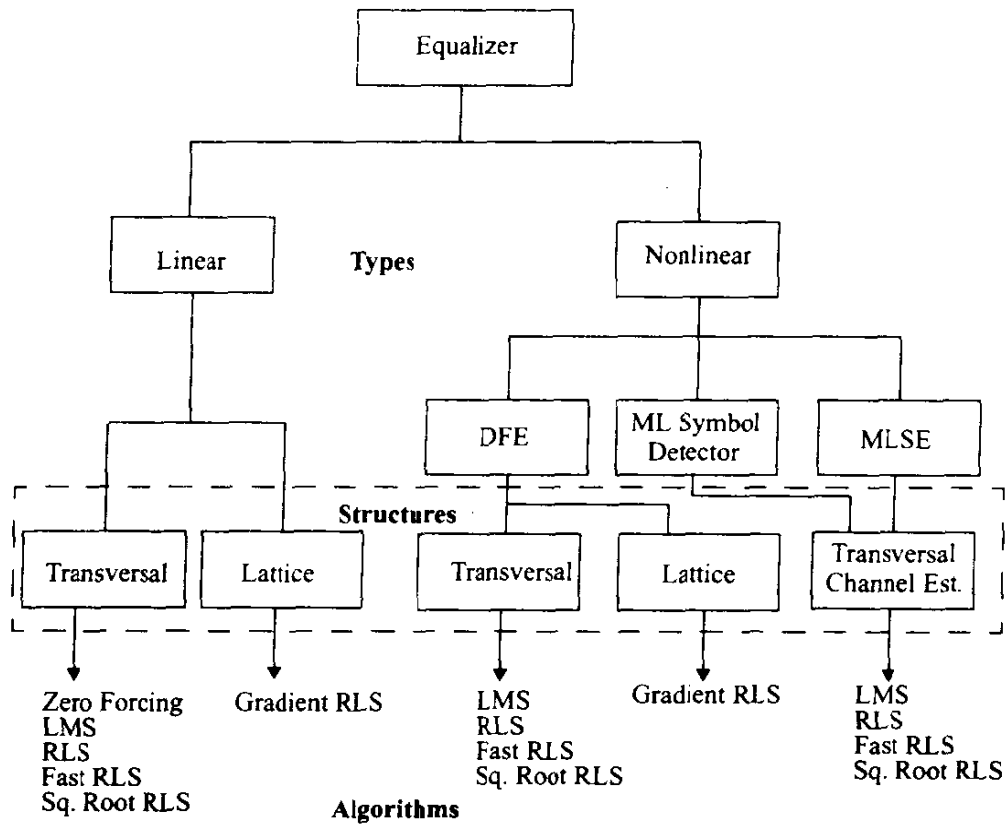 Equalizer
Linear
Types
Nonlinear
DFE
ML Symbol
Detector
MLSE
Structures
Transversal
Lattice
Transversal
Lattice
Transversal
Channel Est.
Zero Forcing
LMS
RLS
Fast RLS
Sq. Root RLS
Gradient RLS
LMS
RLS
Fast RLS
Sq. Root RLS
Gradient RLS
LMS
RLS
Fast RLS
Sq. Root RLS
Algorithms